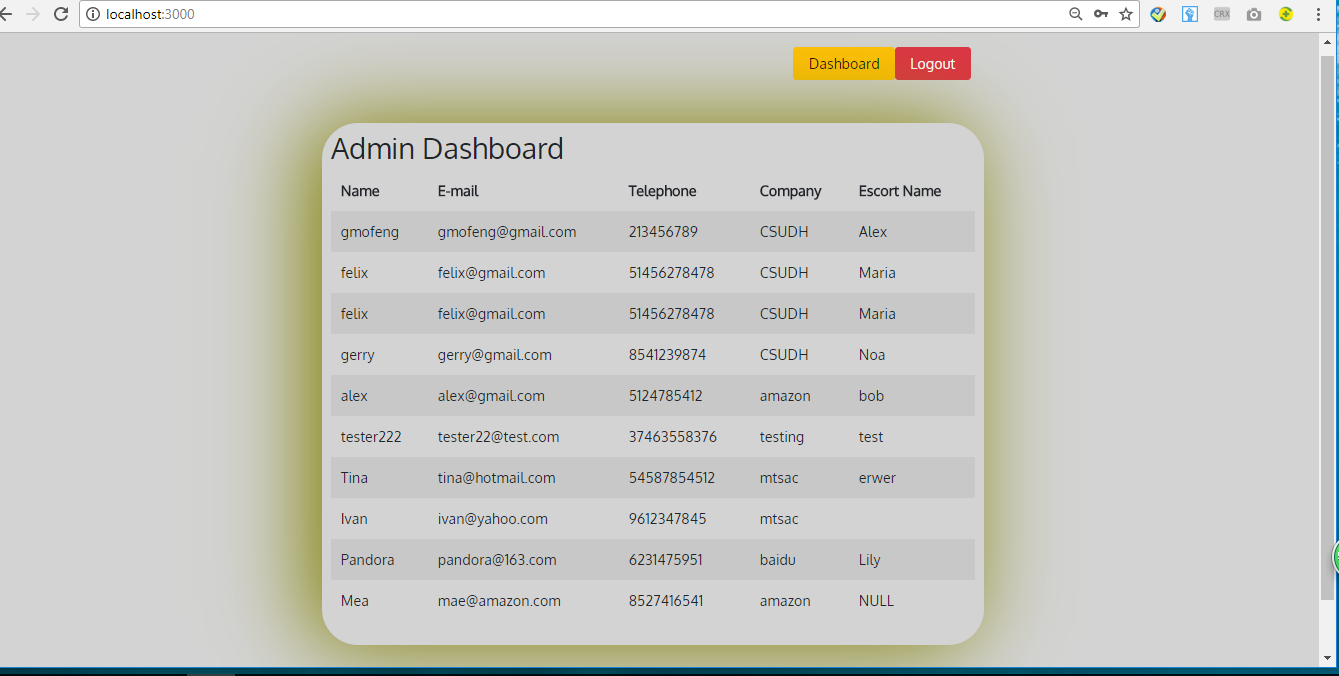 localhost:3000
CRX
Dashboard Logout
Admin Dashboard
Name E-mail Telephone Company Escort Name
gmofeng gmofeng@gmail.com 213456789 CSUDH Alex
felix felix@gmail.com 51456278478 CSUDH Maria
felix felix@gmail.com 51456278478 CSUDH Maria
gerry gerry@gmail.com 8541239874 CSUDH Noa
alex alex@gmail.com 5124785412 amazon bob
tester222 tester22@test.com 37463558376 testing test
Tina tina@hotmail.com 54587854512 mtsac erwer
Ivan ivan@yahoo.com 9612347845 mtsac
Pandora pandora@163.com 6231475951 baidu Lily
Mea mae@amazon.com 8527416541 amazon NULL